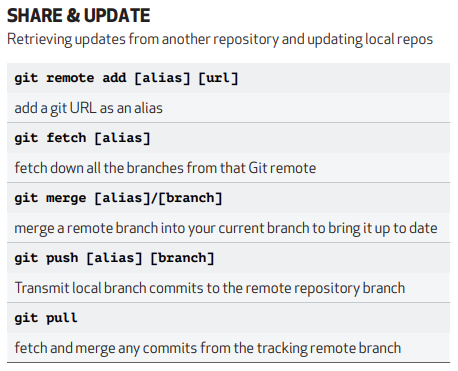 SHARE & UPDATE
Retrieving updates from another repository and updating local repos
git remote add [alias] [url]
add a git URL as an alias
git fetch [alias]
fetch down all the branches from that Git remote
git merge [alias]/[branch]
merge a remote branch into your current branch to bring it up to date
git push [alias] [branch]
Transmit local branch commits to the remote repository branch
git pull
fetch and merge any commits from the tracking remote branch